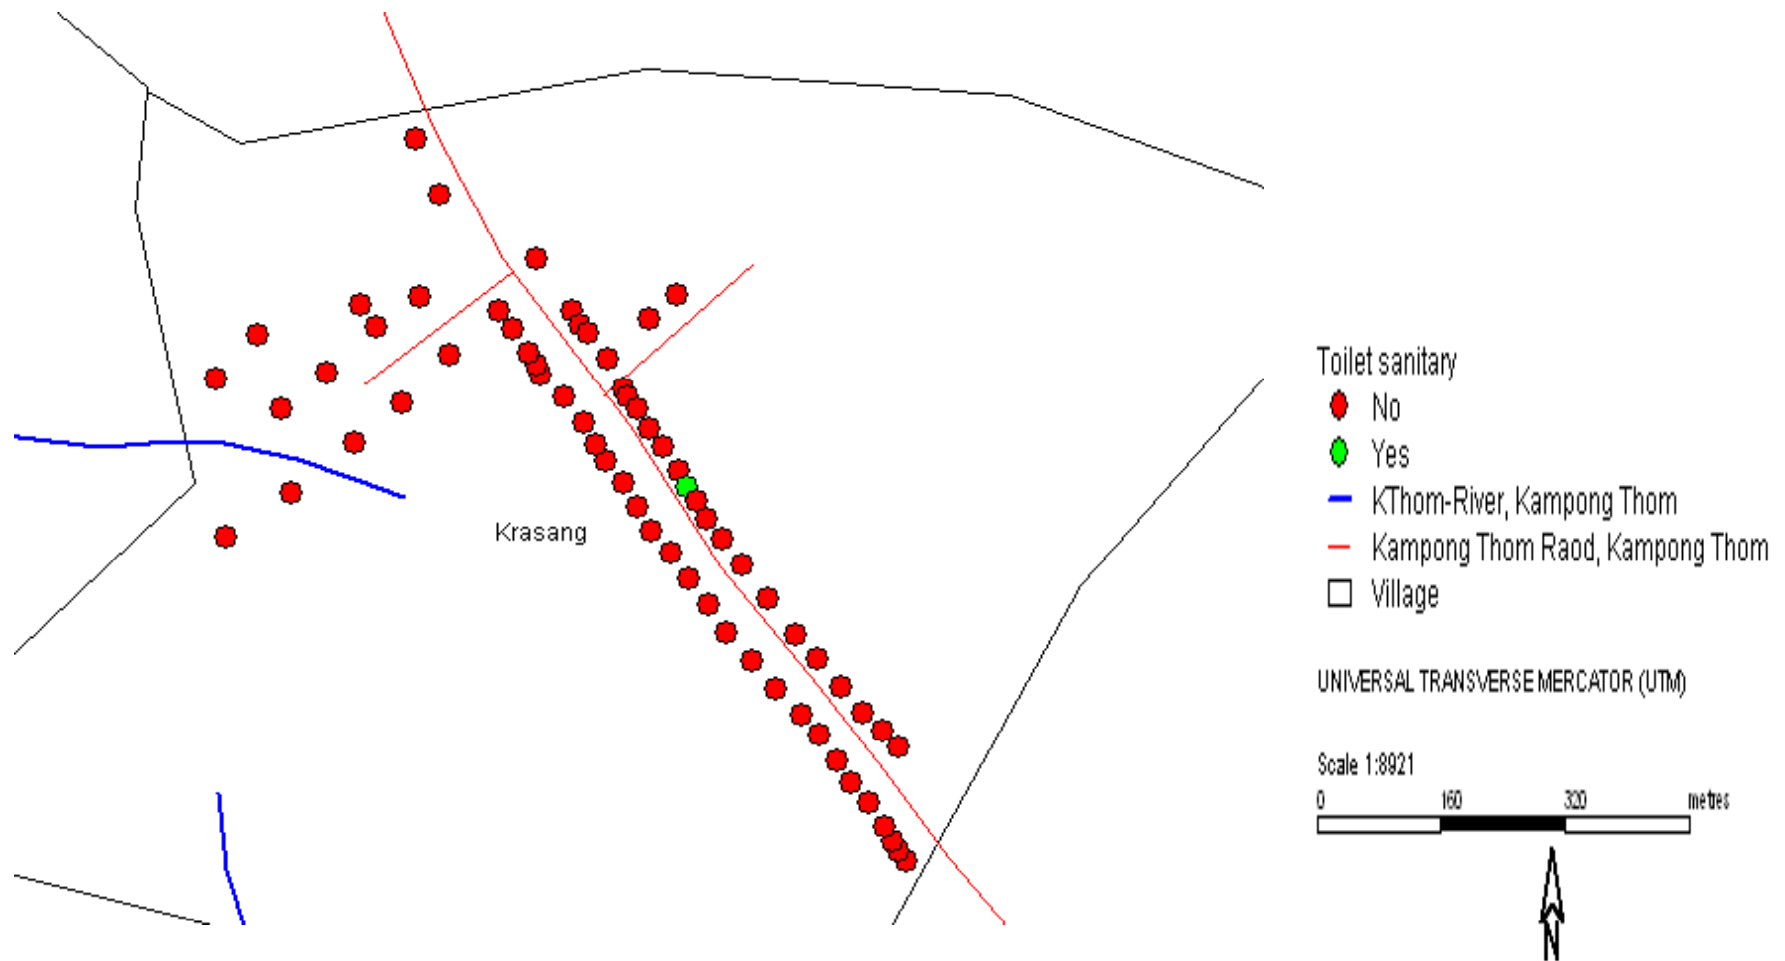 Krasang
Toilet sanitary
No
Yes
KThom-River, Kampong Thom
Kampong Thom Raod, Kampong Thom
Village
UNIVERSAL TRANSVERSE MERCATOR (UTM)
Scale 1:8921
0 160 320 metres
N